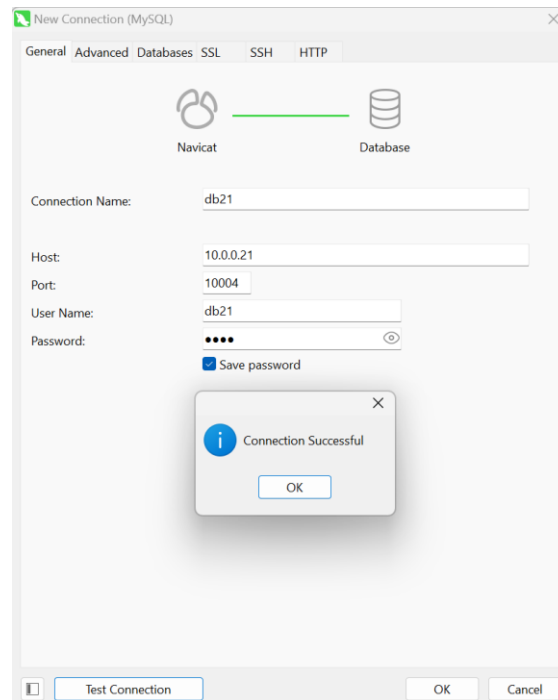 New Connection (MySQL)
General Advanced Databases SSL SSH HTTP
Navicat Database
Connection Name: db21
Host: 10.0.0.21
Port: 10004
User Name: db21
Password: ●●●●
Save password
Connection Successful
OK
Test Connection OK Cancel